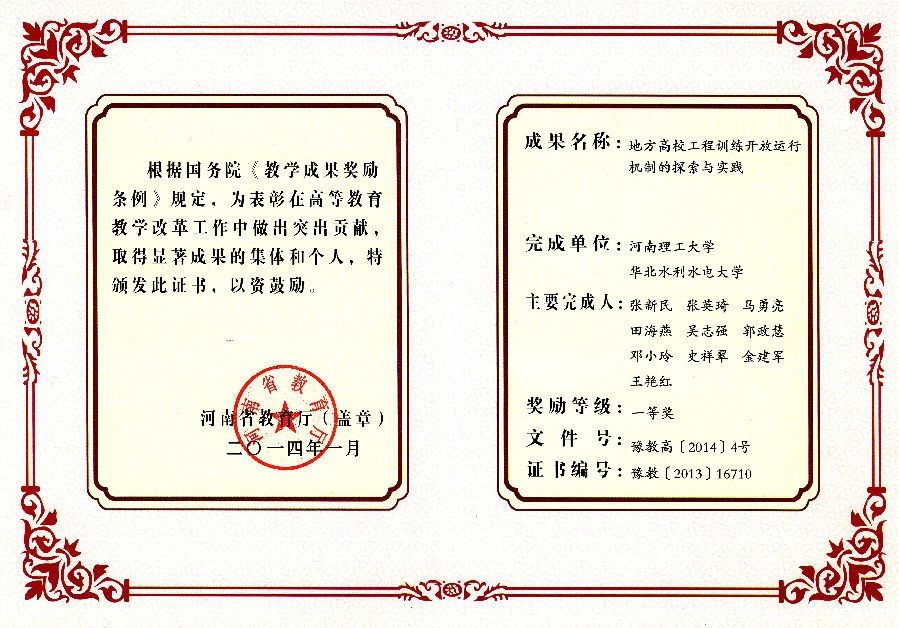 根据国务院《教学成果奖励
条例》规定，为表彰在高等教育
教学改革工作中做出突出贡献，
取得显著成果的集体和个人，特
颁发此证书，以资鼓励。
河南省教育厅（盖章）
二〇一四年一月
河南省教育厅
成果名称：地方高校工程训练开放运行
机制的探索与实践
完成单位：河南理工大学
华北水利水电大学
主要完成人：张新民 张英琦 马勇亮
田海燕 吴志强 郭政慧
邓小玲 史祥翠 金建军
王艳红
奖励等级：一等奖
文件号：豫教高〔2014〕4号
证书编号：豫教〔2013〕16710